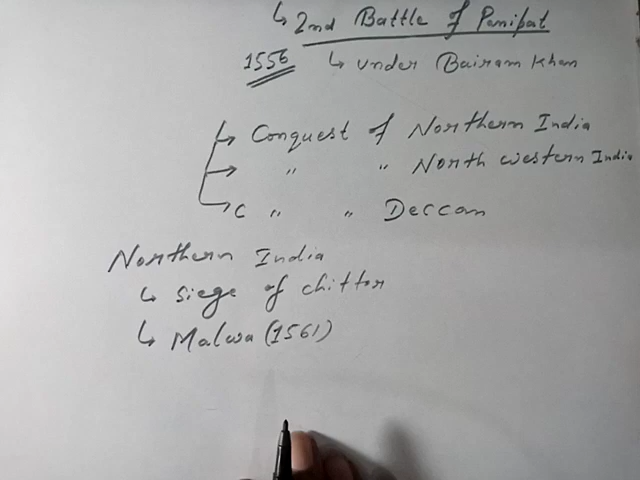 ↳ 2nd Battle of Panipat
1556 ↳ under Bairam Khan
→ Conquest of Northern India
→ " " North western India
→ C " " Deccan
Northern India
↳ siege of chittor
↳ Malwa (1561)